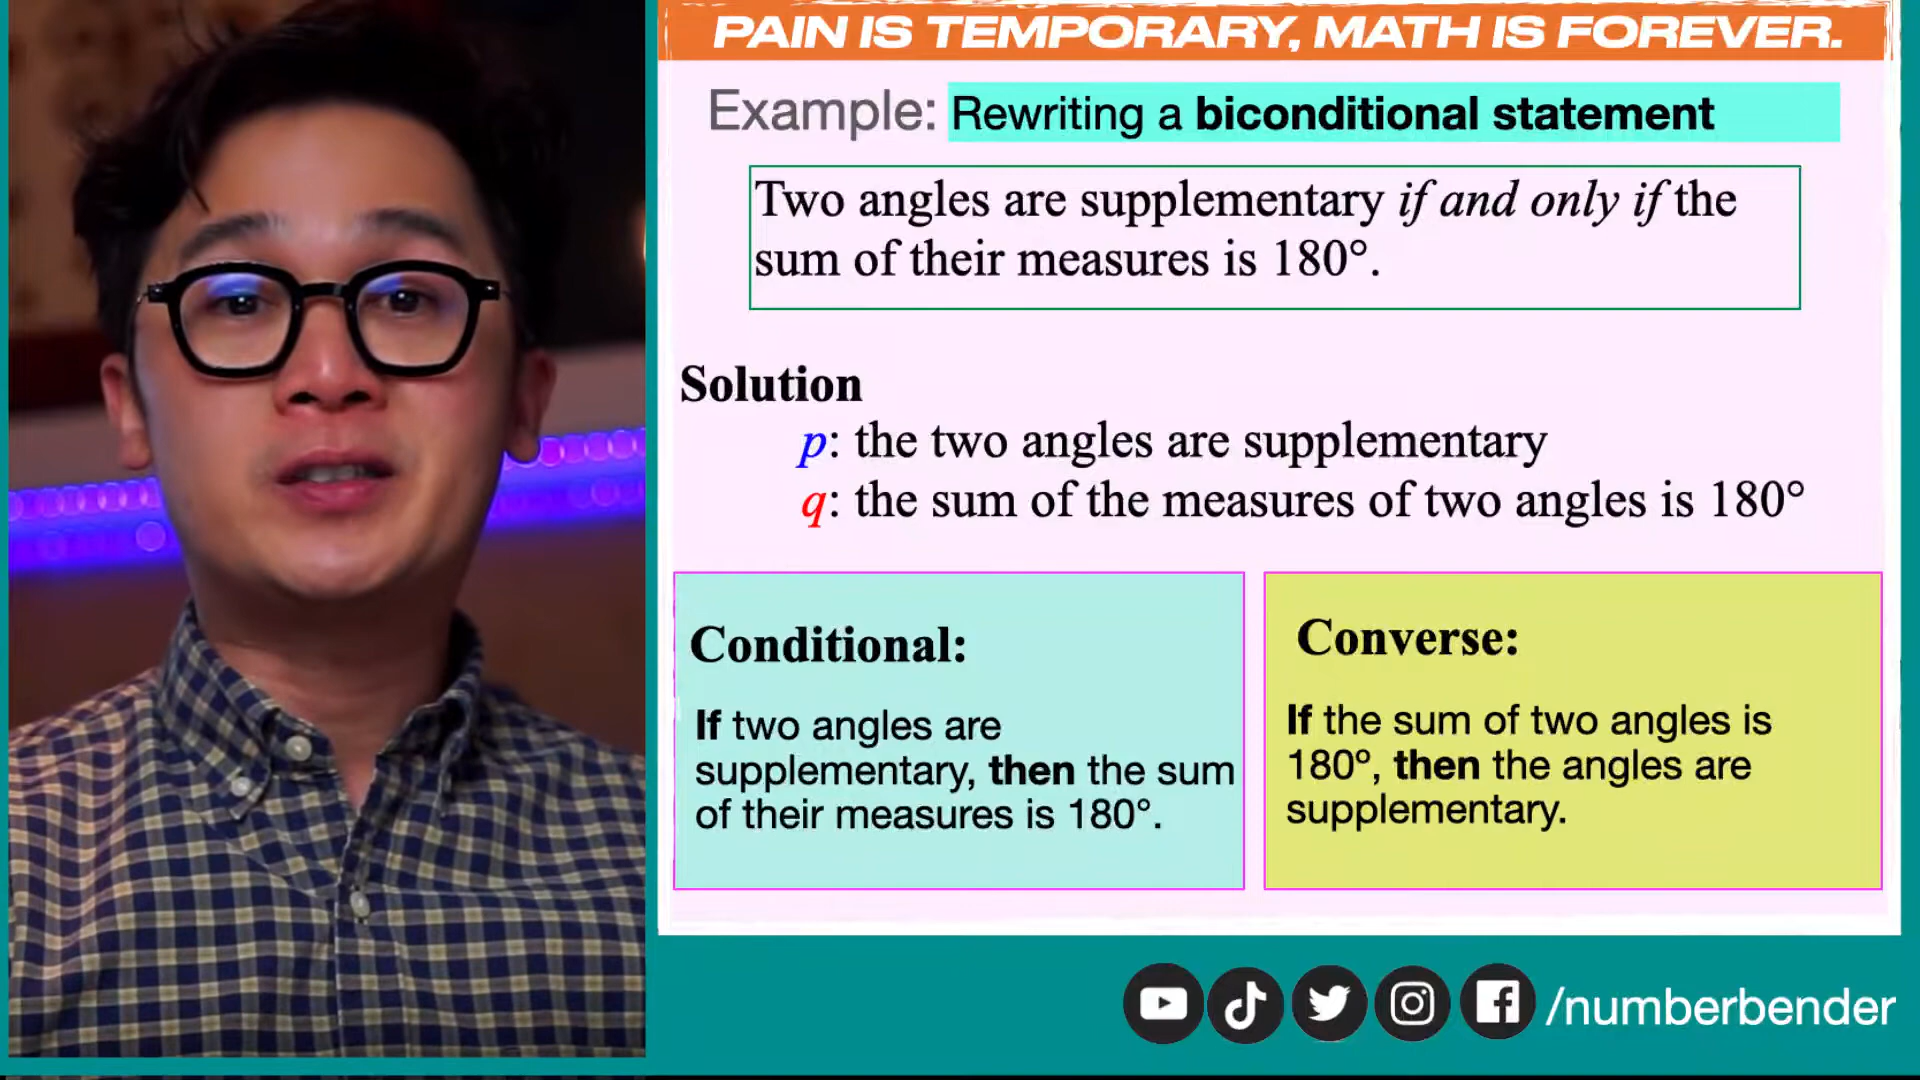 PAIN IS TEMPORARY, MATH IS FOREVER.
Example: Rewriting a biconditional statement
Two angles are supplementary if and only if the
sum of their measures is 180°.
Solution
p: the two angles are supplementary
q: the sum of the measures of two angles is 180°
Conditional:
If two angles are
supplementary, then the sum
of their measures is 180°.
Converse:
If the sum of two angles is
180º, then the angles are
supplementary.
/numberbender